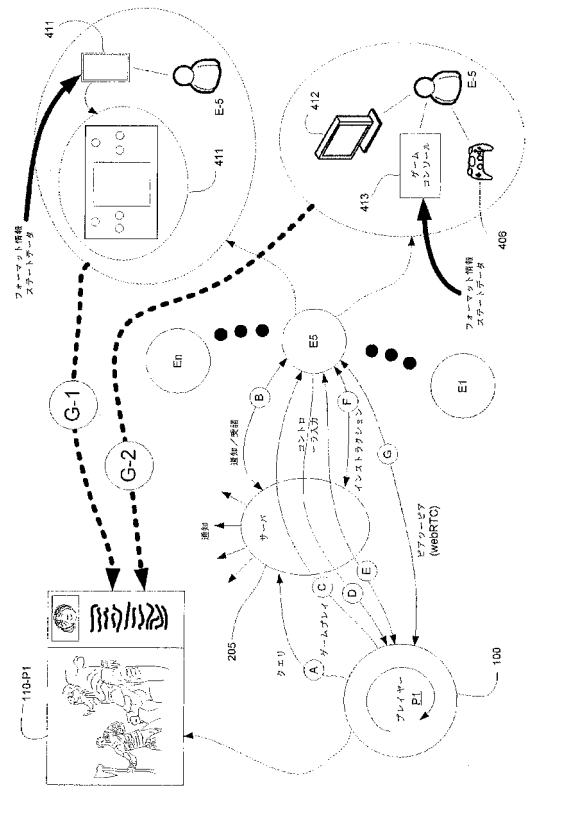 411
E-5
411
フォーマット情報
ステートデータ
412
E-5
ゲーム
コンソール
413
406
フォーマット情報
ステートデータ
G-1
G-2
En
E5
E1
B
通知／受諾
コントロ
ーラ入力
F
インストラクション
G
ピアツーピア
(webRTC)
通知
サーバ
205
クエリ
A
ゲームプレイ
C
D
E
110-P1
プレイヤー
P1
100